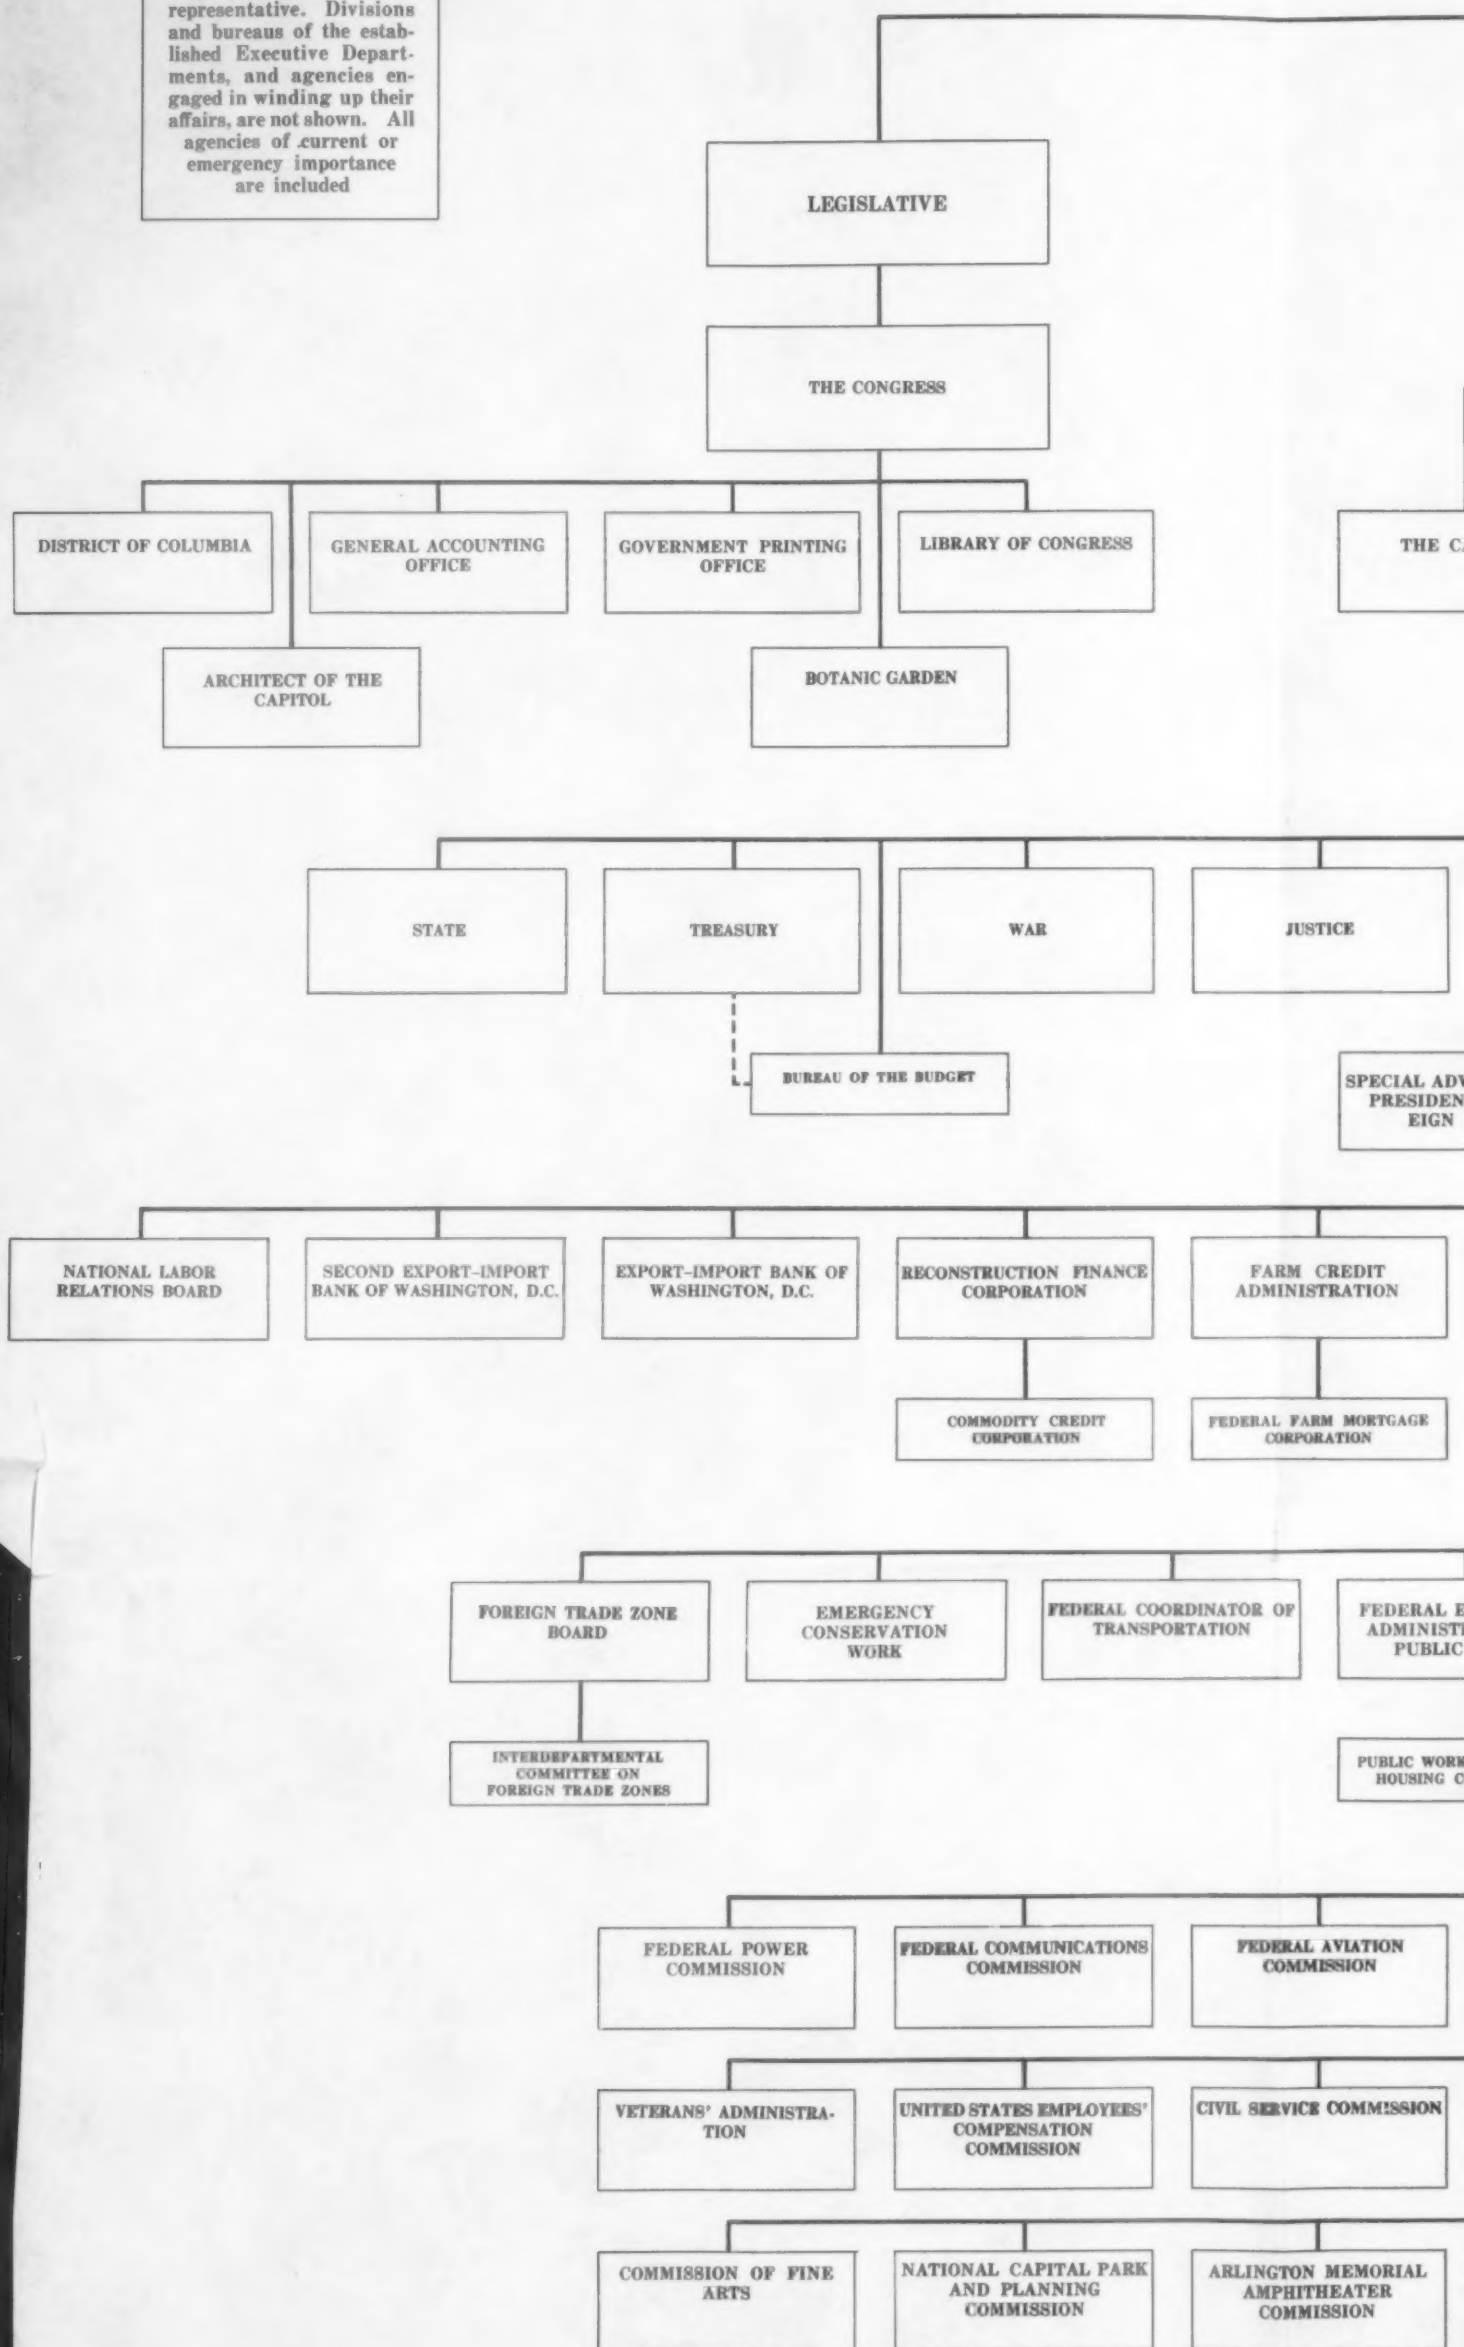 representative. Divisions
and bureaus of the estab-
lished Executive Depart-
ments, and agencies en-
gaged in winding up their
affairs, are not shown. All
agencies of current or
emergency importance
are included
LEGISLATIVE
THE CONGRESS
DISTRICT OF COLUMBIA
GENERAL ACCOUNTING
OFFICE
GOVERNMENT PRINTING
OFFICE
LIBRARY OF CONGRESS
THE
ARCHITECT OF THE
CAPITOL
BOTANIC GARDEN
STATE
TREASURY
WAR
JUSTICE
BUREAU OF THE BUDGET
SPECIAL
EIGN
NATIONAL LABOR
RELATIONS BOARD
SECOND EXPORT-IMPORT
BANK OF WASHINGTON, D.C.
EXPORT-IMPORT BANK OF
WASHINGTON, D.C.
RECONSTRUCTION FINANCE
CORPORATION
FARM CREDIT
ADMINISTRATION
COMMODITY CREDIT
CORPORATION
FEDERAL FARM MORTGAGE
CORPORATION
FOREIGN TRADE ZONE
BOARD
EMERGENCY
CONSERVATION
WORK
FEDERAL COORDINATOR OF
TRANSPORTATION
FEDERAL
PUBLIC
INTERDEPARTMENTAL
COMMITTEE ON
FOREIGN TRADE ZONES
PUBLIC
HOUSING
FEDERAL POWER
COMMISSION
FEDERAL COMMUNICATIONS
COMMISSION
FEDERAL AVIATION
COMMISSION
VETERANS' ADMINISTRA-
TION
UNITED STATES EMPLOYEES'
COMPENSATION
COMMISSION
CIVIL SERVICE COMMISSION
COMMISSION OF FINE
ARTS
NATIONAL CAPITAL PARK
AND PLANNING
COMMISSION
ARLINGTON MEMORIAL
AMPHITHEATER
COMMISSION